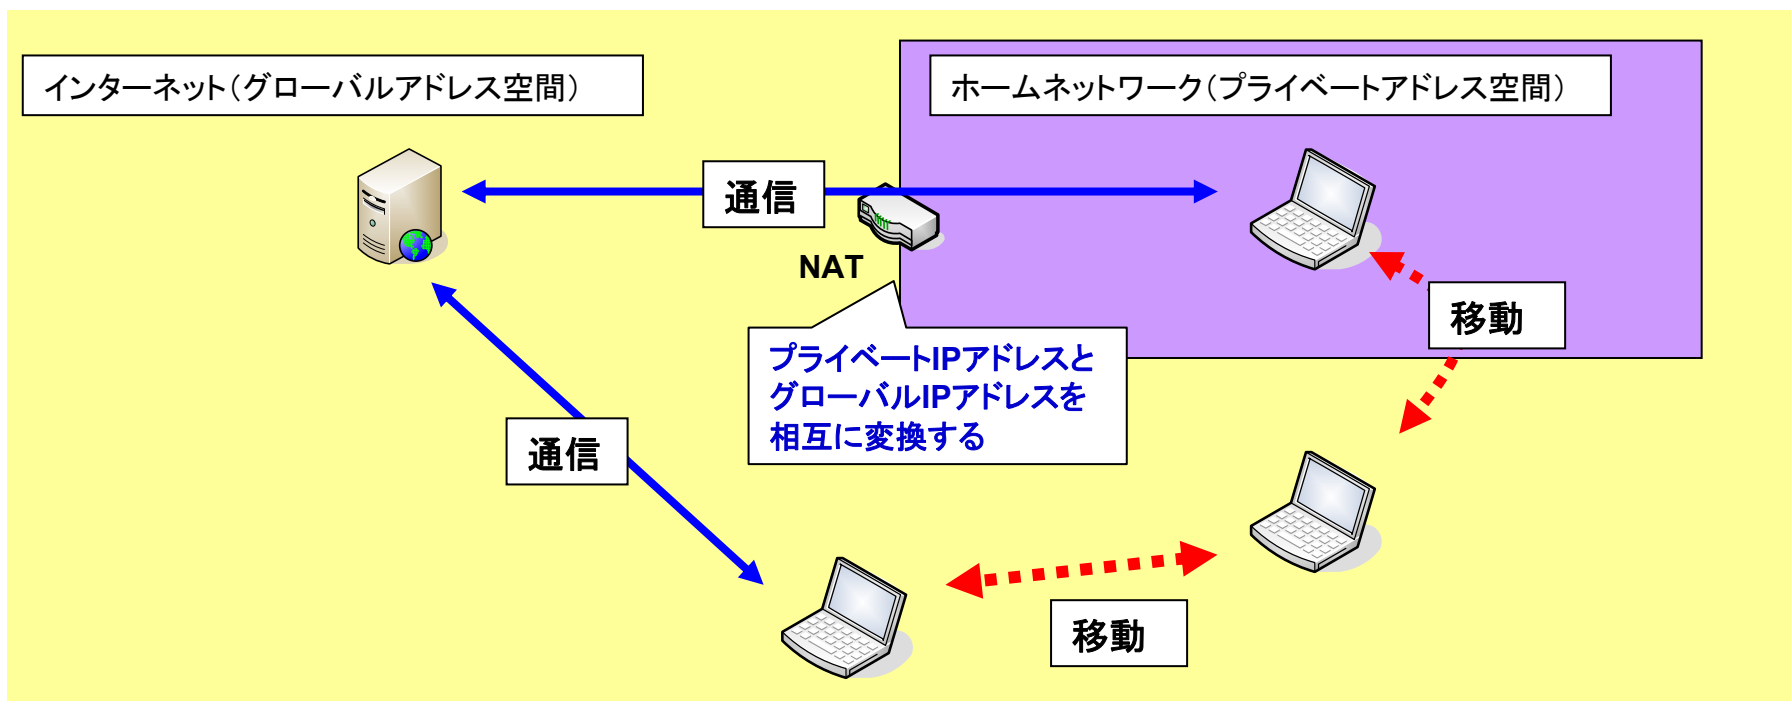 インターネット(グローバルアドレス空間)
ホームネットワーク(プライベートアドレス空間)
通信
NAT
移動
プライベートIPアドレスと
グローバルIPアドレスを
相互に変換する
通信
移動